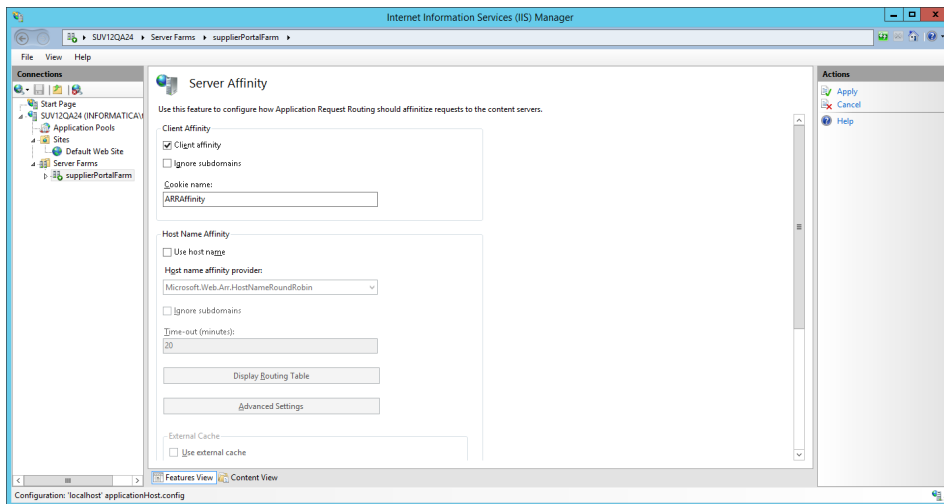 Internet Information Services (IIS) Manager
SUV12QA24 Server Farms supplierPortalFarm
File View Help
Connections
Start Page
SUV12QA24 (INFORMATICA\
Application Pools
Sites
Default Web Site
Server Farms
supplierPortalFarm
Server Affinity
Use this feature to configure how Application Request Routing should affinitize requests to the content servers.
Client Affinity
Client affinity
Ignore subdomains
Cookie name:
ARRAffinity
Host Name Affinity
Use host name
Host name affinity provider:
Microsoft.Web.Arr.HostNameRoundRobin
Ignore subdomains
Time-out (minutes):
20
Display Routing Table
Advanced Settings
External Cache
Use external cache
Features View Content View
Actions
Apply
Cancel
Help
Configuration: 'localhost' applicationHost.config